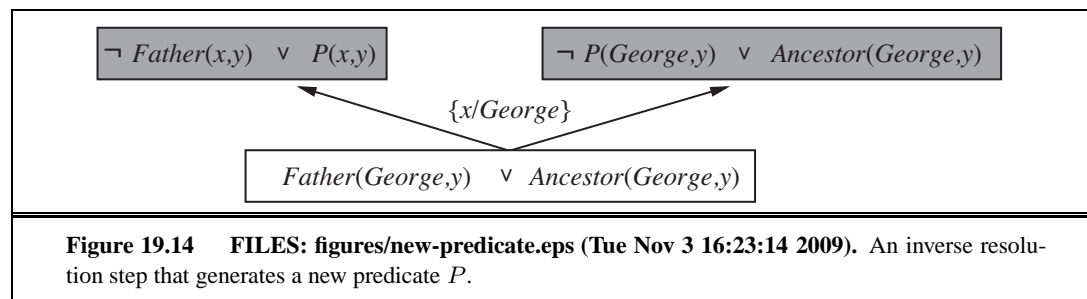 ¬ Father(x,y) ∨ P(x,y)
¬ P(George,y) ∨ Ancestor(George,y)
{x/George}
Father(George,y) ∨ Ancestor(George,y)
Figure 19.14 FILES: figures/new-predicate.eps (Tue Nov 3 16:23:14 2009). An inverse resolu-
tion step that generates a new predicate P.